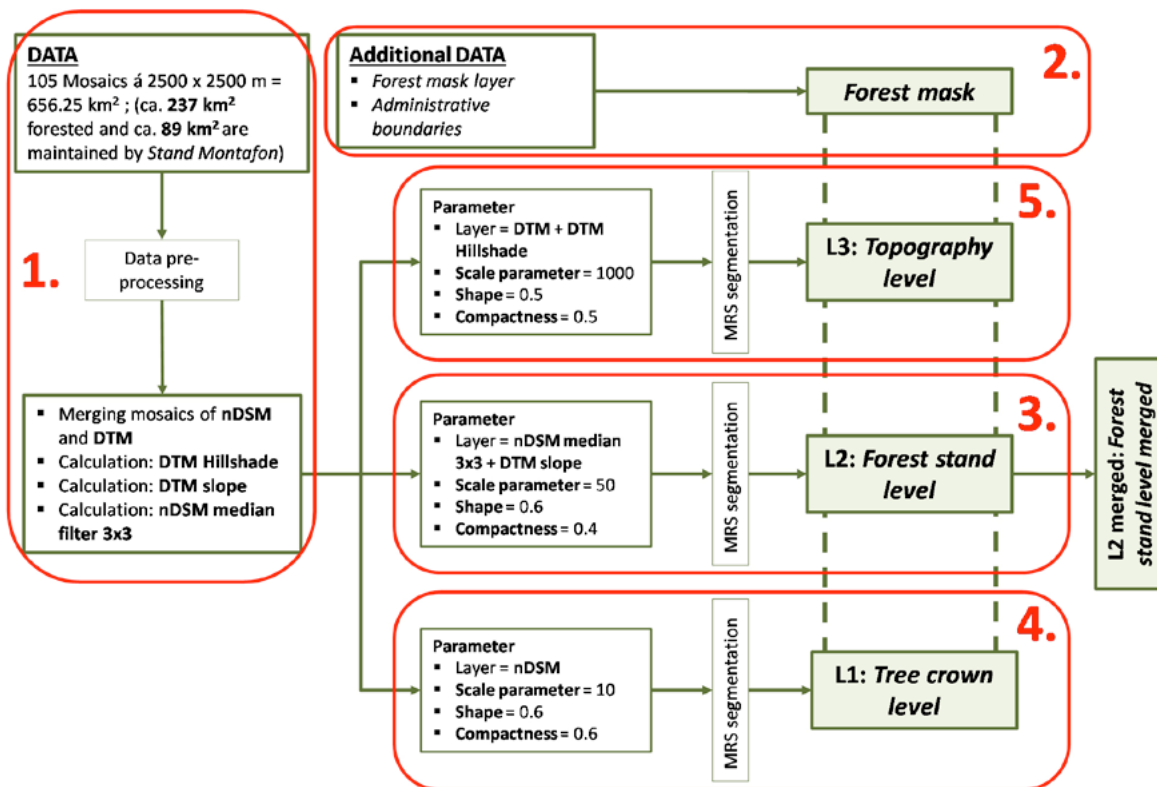 DATA
105 Mosaics á 2500 x 2500 m =
656.25 km² ; (ca. 237 km²
forested and ca. 89 km² are
maintained by Stand Montafon)
1.
Data pre-
processing
▪ Merging mosaics of nDSM
and DTM
▪ Calculation: DTM Hillshade
▪ Calculation: DTM slope
▪ Calculation: nDSM median
filter 3x3
Additional DATA
▪ Forest mask layer
▪ Administrative
boundaries
Forest mask
2.
Parameter
▪ Layer = DTM + DTM
Hillshade
▪ Scale parameter = 1000
▪ Shape = 0.5
▪ Compactness = 0.5
MRS segmentation
L3: Topography
level
5.
Parameter
▪ Layer = nDSM median
3x3 + DTM slope
▪ Scale parameter = 50
▪ Shape = 0.6
▪ Compactness = 0.4
MRS segmentation
L2: Forest stand
level
3.
L2 merged: Forest
stand level merged
Parameter
▪ Layer = nDSM
▪ Scale parameter = 10
▪ Shape = 0.6
▪ Compactness = 0.6
MRS segmentation
L1: Tree crown
level
4.